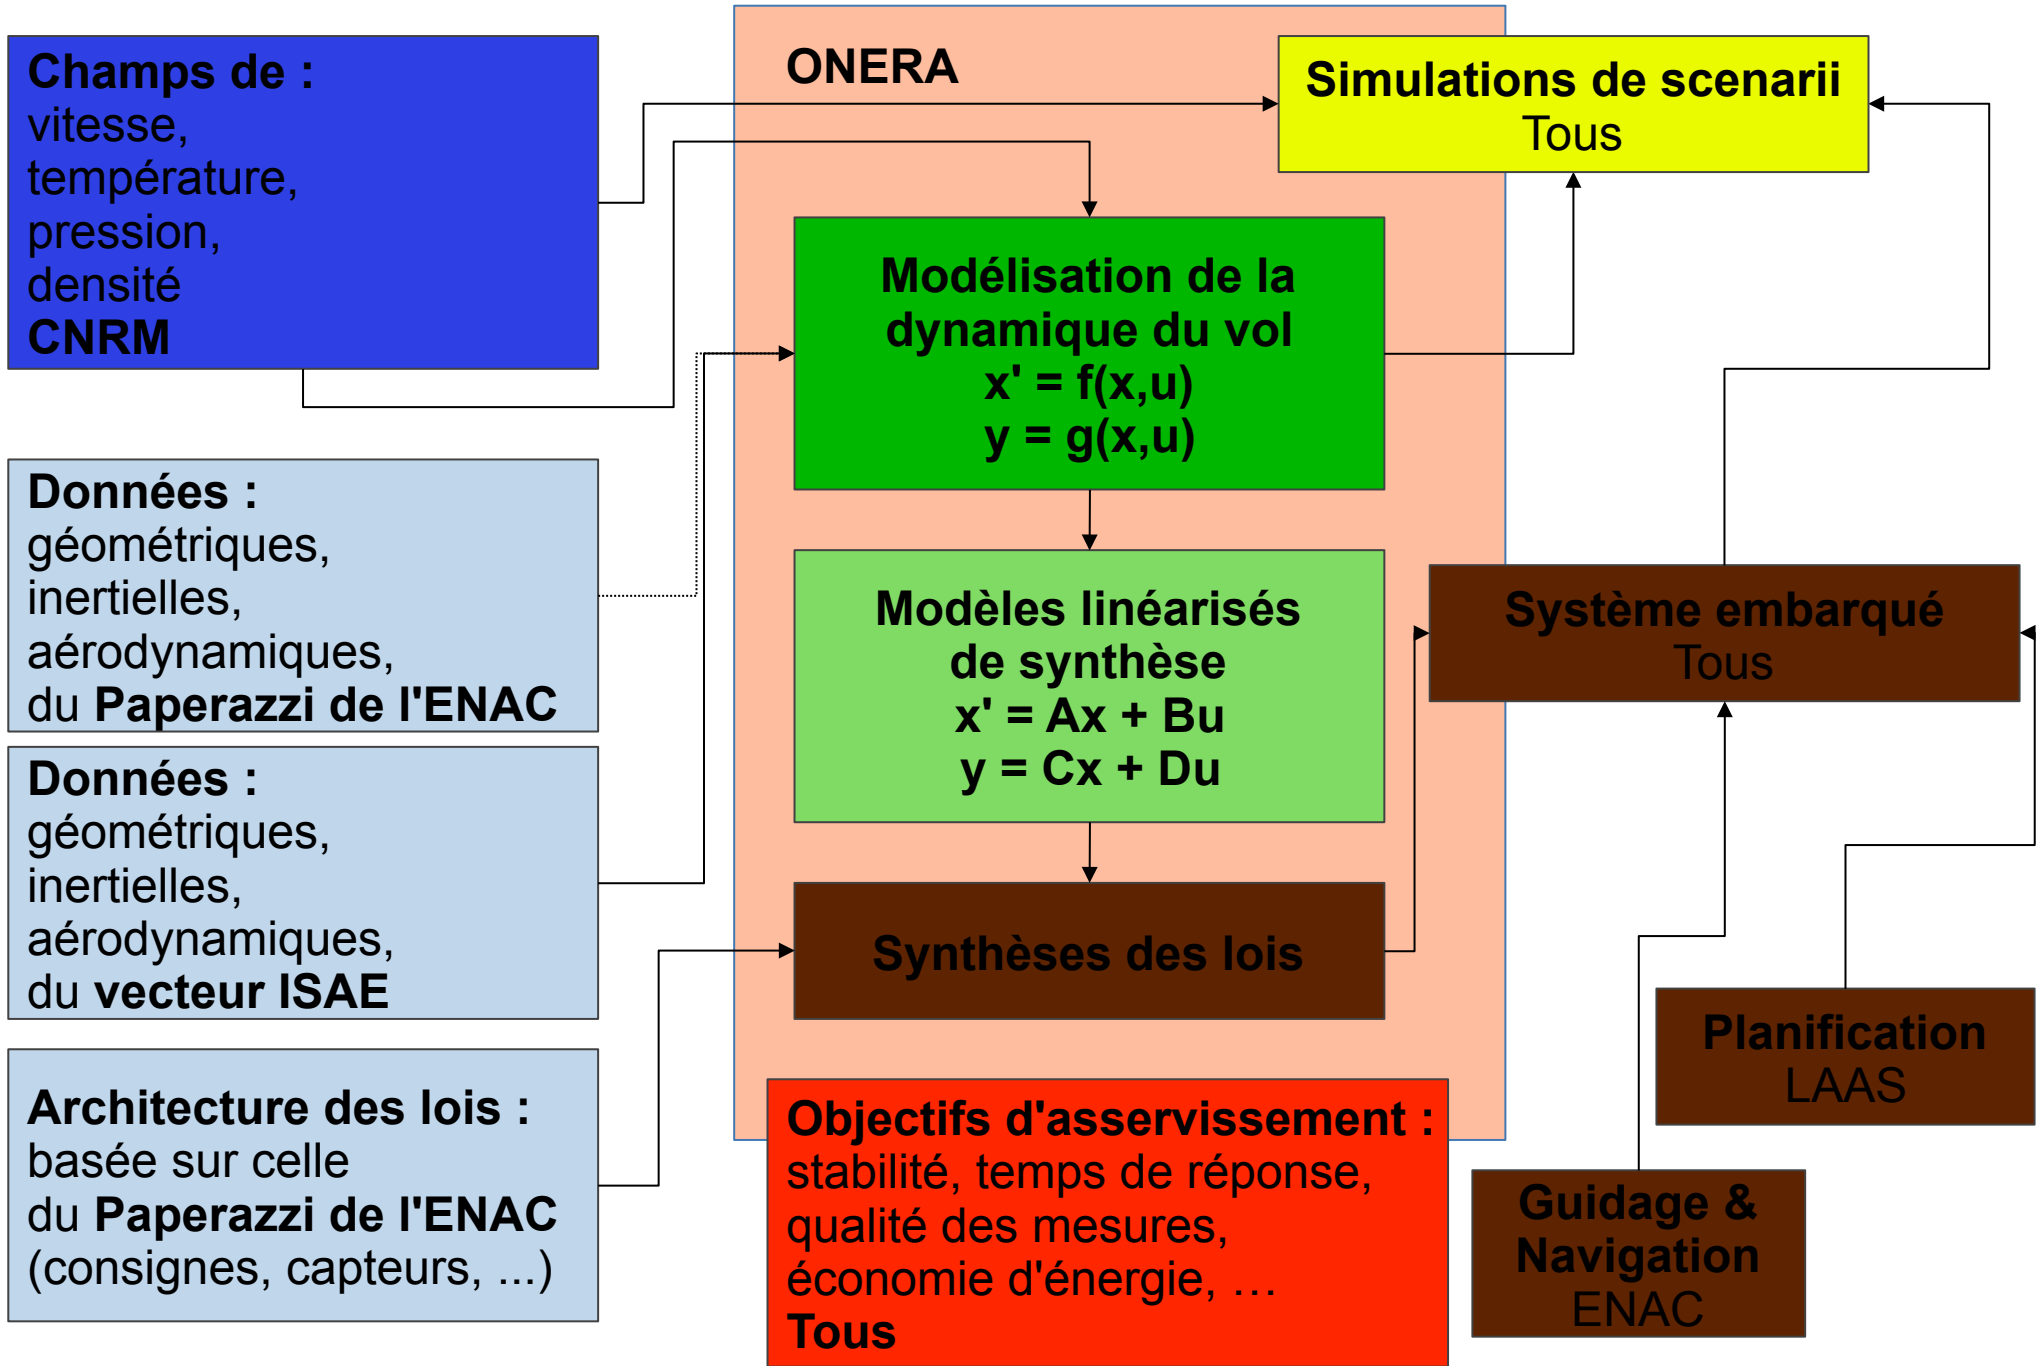 Champs de :
vitesse,
température,
pression,
densité
CNRM
ONERA
Simulations de scenarii
Tous
Modélisation de la
dynamique du vol
x' = f(x,u)
y = g(x,u)
Données :
géométriques,
inertielles,
aérodynamiques,
du Paperazzi de l'ENAC
Modèles linéarisés
de synthèse
x' = Ax + Bu
y = Cx + Du
Système embarqué
Tous
Données :
géométriques,
inertielles,
aérodynamiques,
du vecteur ISAE
Synthèses des lois
Planification
LAAS
Architecture des lois :
basée sur celle
du Paperazzi de l'ENAC
(consignes, capteurs, ...)
Objectifs d'asservissement :
stabilité, temps de réponse,
qualité des mesures,
économie d'énergie, …
Tous
Guidage &
Navigation
ENAC